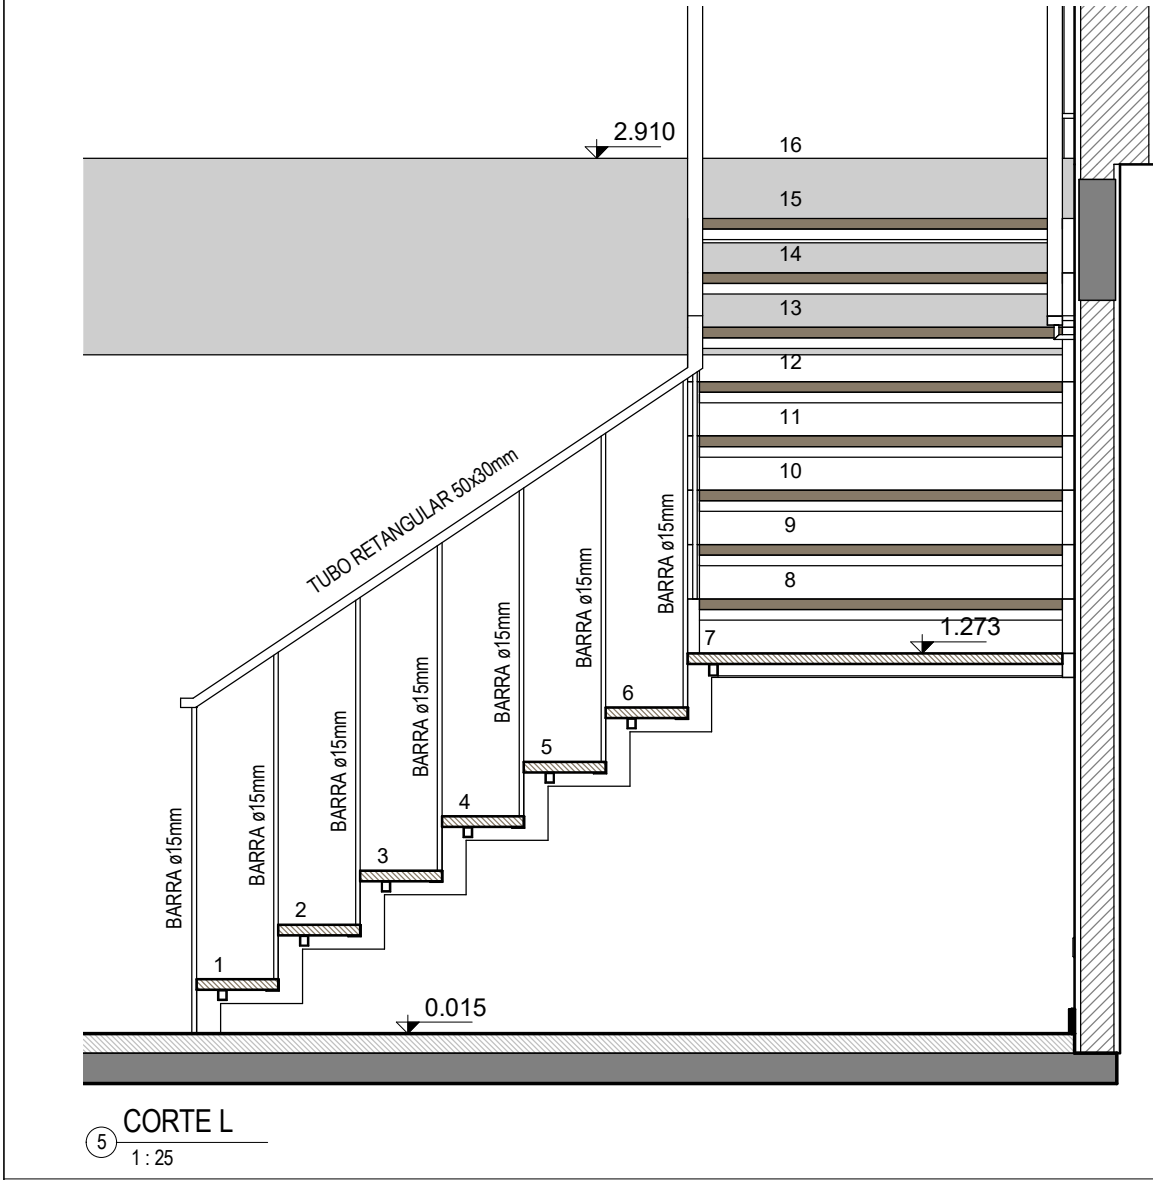 2.910
16
15
14
13
12
11
10
9
8
7
1.273
6
5
4
3
2
1
TUBO RETANGULAR 50x30mm
BARRA ø15mm
BARRA ø15mm
BARRA ø15mm
BARRA ø15mm
BARRA ø15mm
BARRA ø15mm
BARRA ø15mm
0.015
5 CORTE L
1 : 25